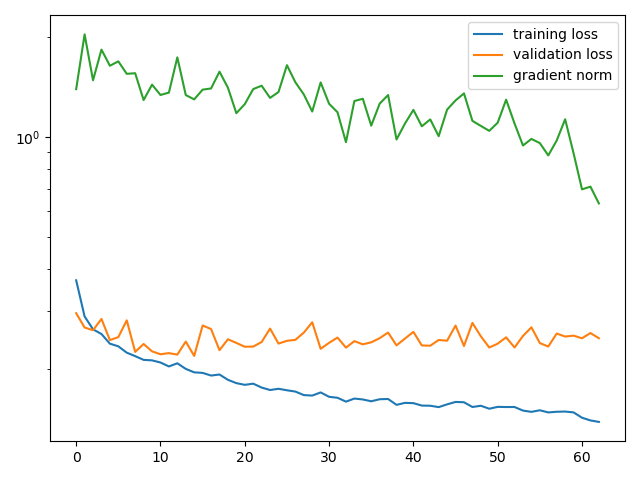 training loss
validation loss
gradient norm
10⁰
0 10 20 30 40 50 60